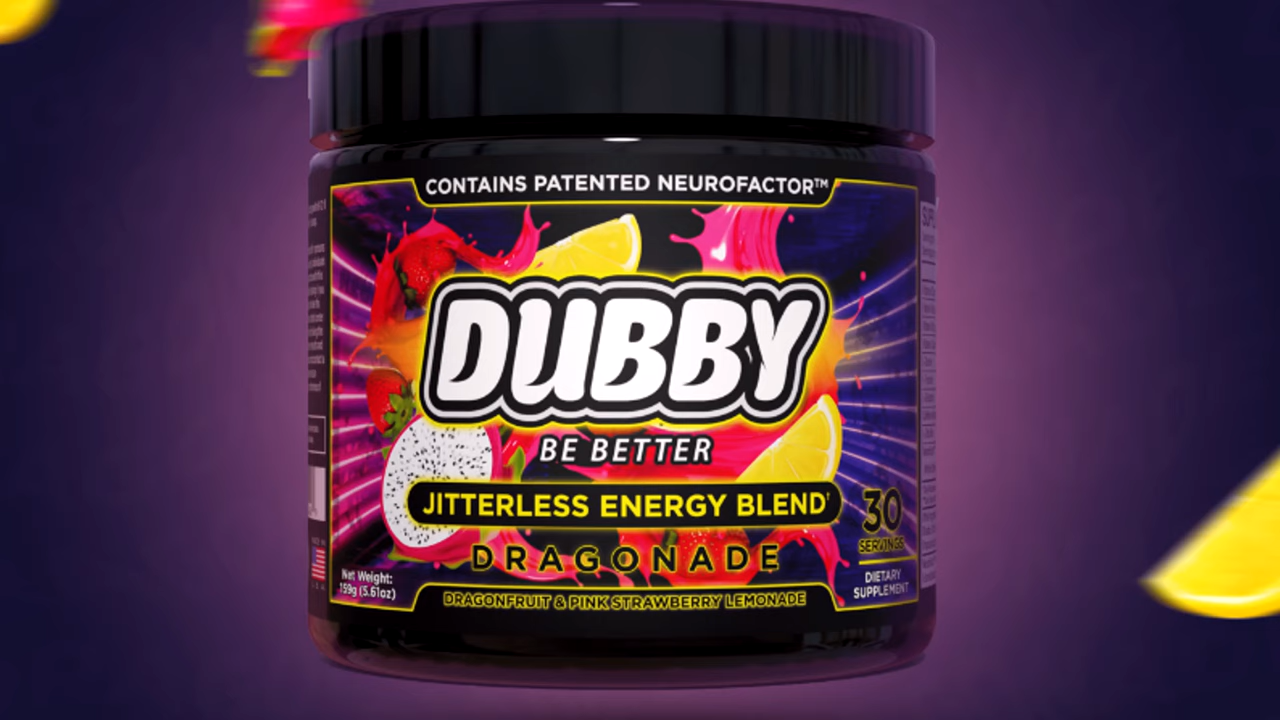 CONTAINS PATENTED NEUROFACTOR™
DUBBY
BE BETTER
JITTERLESS ENERGY BLEND†
DRAGONADE
DRAGONFRUIT & PINK STRAWBERRY LEMONADE
Net Weight:
159g (5.61oz)
30
SERVINGS
DIETARY
SUPPLEMENT